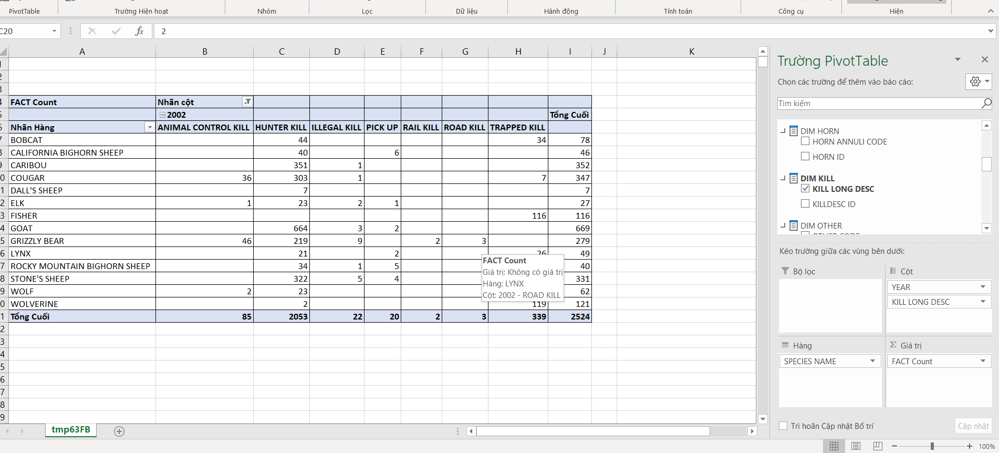 PivotTable Trường Hiện hoạt Nhóm Lọc Dữ liệu Hành động Tính toán Công cụ Hiện
C20 fx 2
A B C D E F G H I J K
FACT Count Nhãn cột
2002 Tổng Cuối
Nhãn Hàng ANIMAL CONTROL KILL HUNTER KILL ILLEGAL KILL PICK UP RAIL KILL ROAD KILL TRAPPED KILL
BOBCAT 44 34 78
CALIFORNIA BIGHORN SHEEP 40 6 46
CARIBOU 351 1 352
COUGAR 36 303 1 7 347
DALL'S SHEEP 7 7
ELK 1 23 2 1 27
FISHER 116 116
GOAT 664 3 2 669
GRIZZLY BEAR 46 219 9 2 3 279
LYNX 21 2 26 49
ROCKY MOUNTAIN BIGHORN SHEEP 34 1 5 40
STONE'S SHEEP 322 5 4 331
WOLF 2 23 62
WOLVERINE 2 119 121
Tổng Cuối 85 2053 22 20 2 3 339 2524
FACT Count
Giá trị: Không có giá trị
Hàng: LYNX
Cột: 2002 - ROAD KILL
tmp63FB
Trường PivotTable
Chọn các trường để thêm vào báo cáo:
Tìm kiếm
DIM HORN
HORN ANNULI CODE
HORN ID
DIM KILL
KILL LONG DESC
KILLDESC ID
DIM OTHER
OTHER CODE
Kéo trường giữa các vùng bên dưới:
Bộ lọc
Cột
YEAR
KILL LONG DESC
Hàng
SPECIES NAME
Giá trị
FACT Count
Trì hoãn Cập nhật Bố trí
Cập nhật
100%